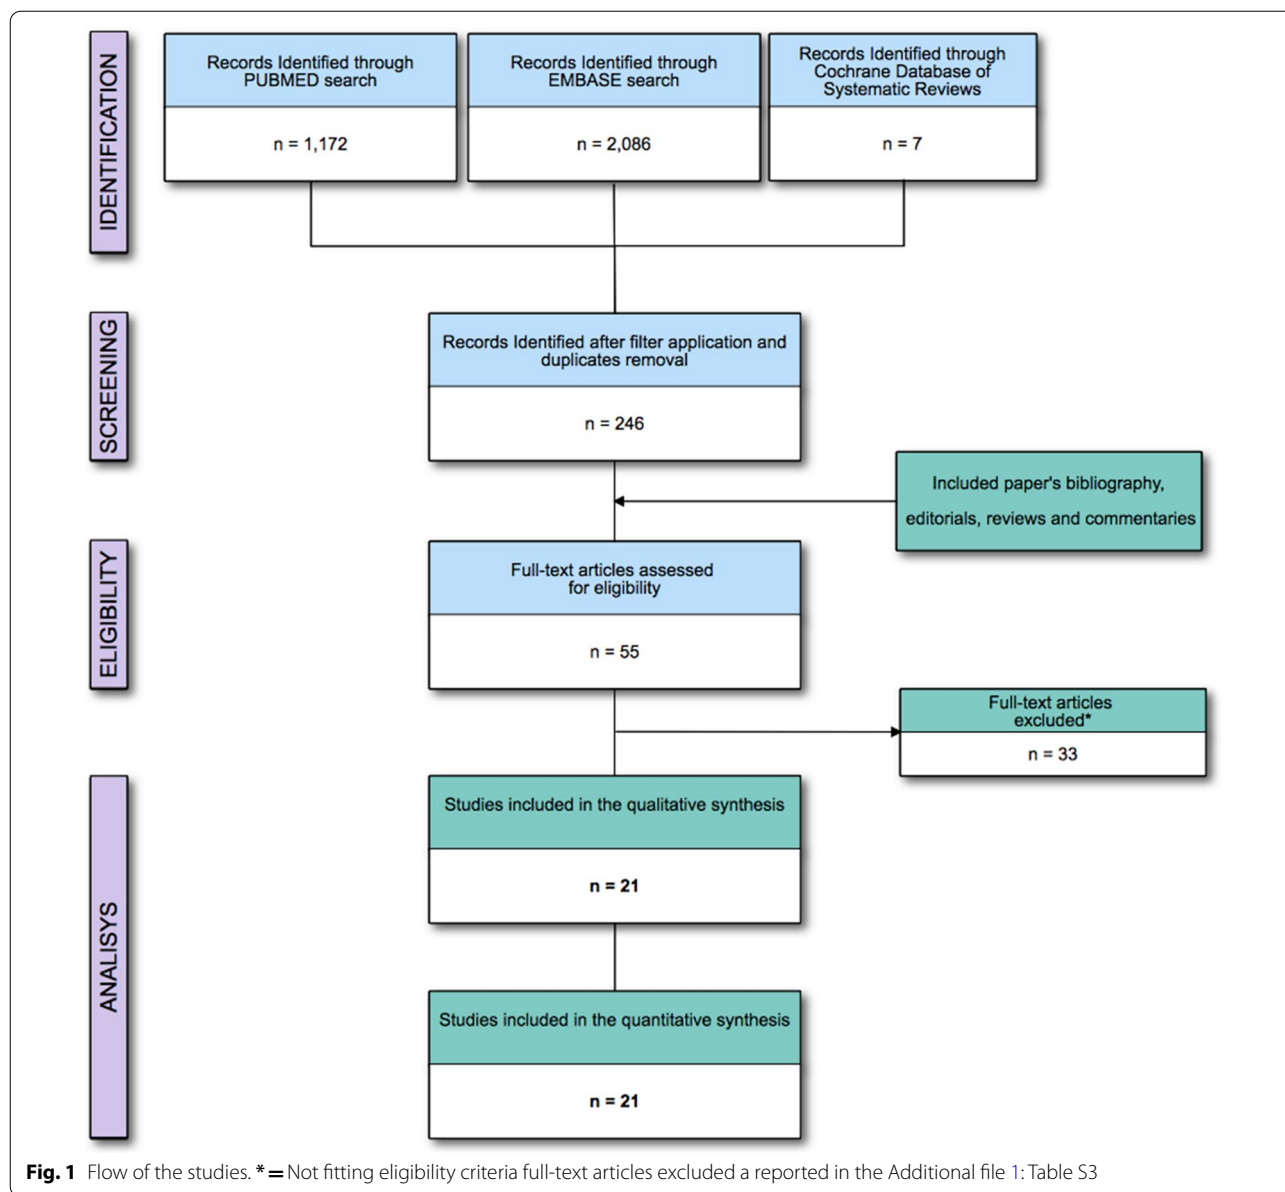 IDENTIFICATION
Records Identified through
PUBMED search
n = 1,172
Records Identified through
EMBASE search
n = 2,086
Records Identified through
Cochrane Database of
Systematic Reviews
n = 7
SCREENING
Records Identified after filter application and
duplicates removal
n = 246
Included paper's bibliography,
editorials, reviews and commentaries
ELIGIBILITY
Full-text articles assessed
for eligibility
n = 55
Full-text articles
excluded*
n = 33
ANALISYS
Studies included in the qualitative synthesis
n = 21
Studies included in the quantitative synthesis
n = 21
Fig. 1 Flow of the studies. * = Not fitting eligibility criteria full-text articles excluded a reported in the Additional file 1: Table S3